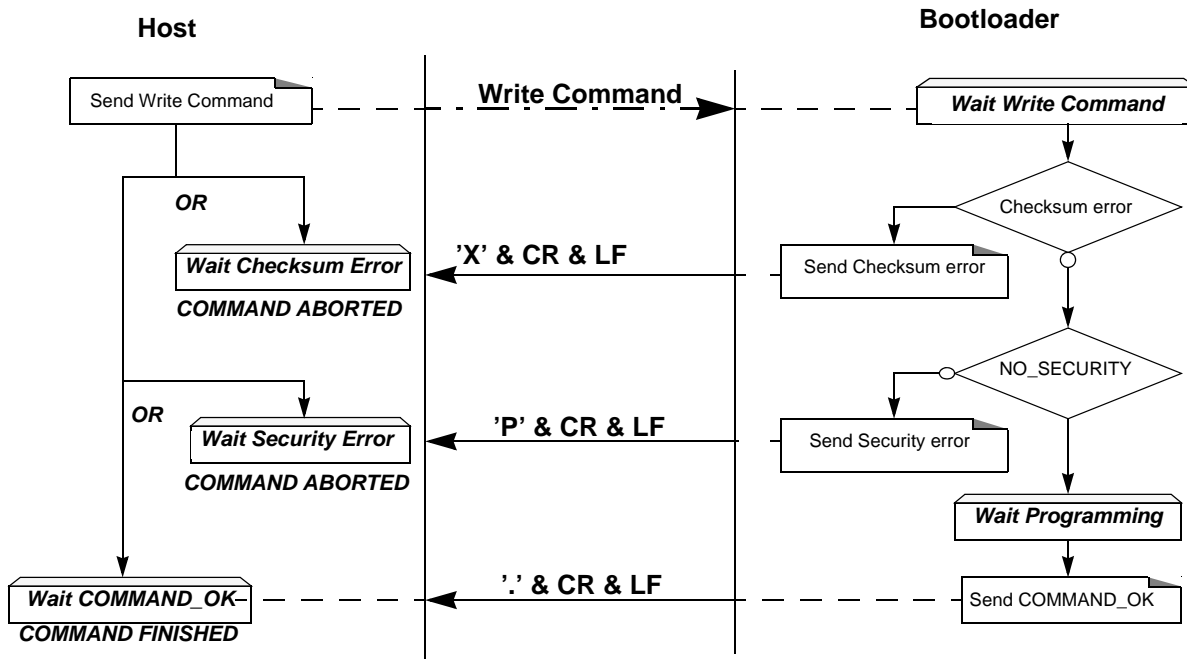 Host
Bootloader
Send Write Command
Write Command
Wait Write Command
OR
Checksum error
Wait Checksum Error
'X' & CR & LF
Send Checksum error
COMMAND ABORTED
NO_SECURITY
OR
Wait Security Error
'P' & CR & LF
Send Security error
COMMAND ABORTED
Wait Programming
Wait COMMAND_OK
'.' & CR & LF
Send COMMAND_OK
COMMAND FINISHED